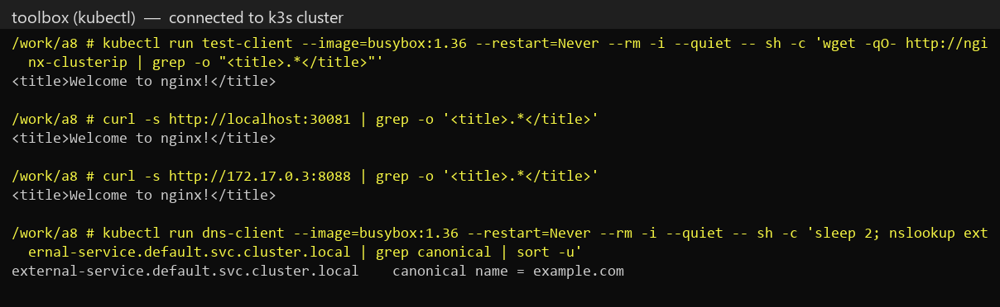 toolbox (kubectl) — connected to k3s cluster
/work/a8 # kubectl run test-client --image=busybox:1.36 --restart=Never --rm -i --quiet -- sh -c 'wget -qO- http://ngi
nx-clusterip | grep -o "<title>.*</title>"'
<title>Welcome to nginx!</title>
/work/a8 # curl -s http://localhost:30081 | grep -o '<title>.*</title>'
<title>Welcome to nginx!</title>
/work/a8 # curl -s http://172.17.0.3:8088 | grep -o '<title>.*</title>'
<title>Welcome to nginx!</title>
/work/a8 # kubectl run dns-client --image=busybox:1.36 --restart=Never --rm -i --quiet -- sh -c 'sleep 2; nslookup ext
ernal-service.default.svc.cluster.local | grep canonical | sort -u'
external-service.default.svc.cluster.local    canonical name = example.com